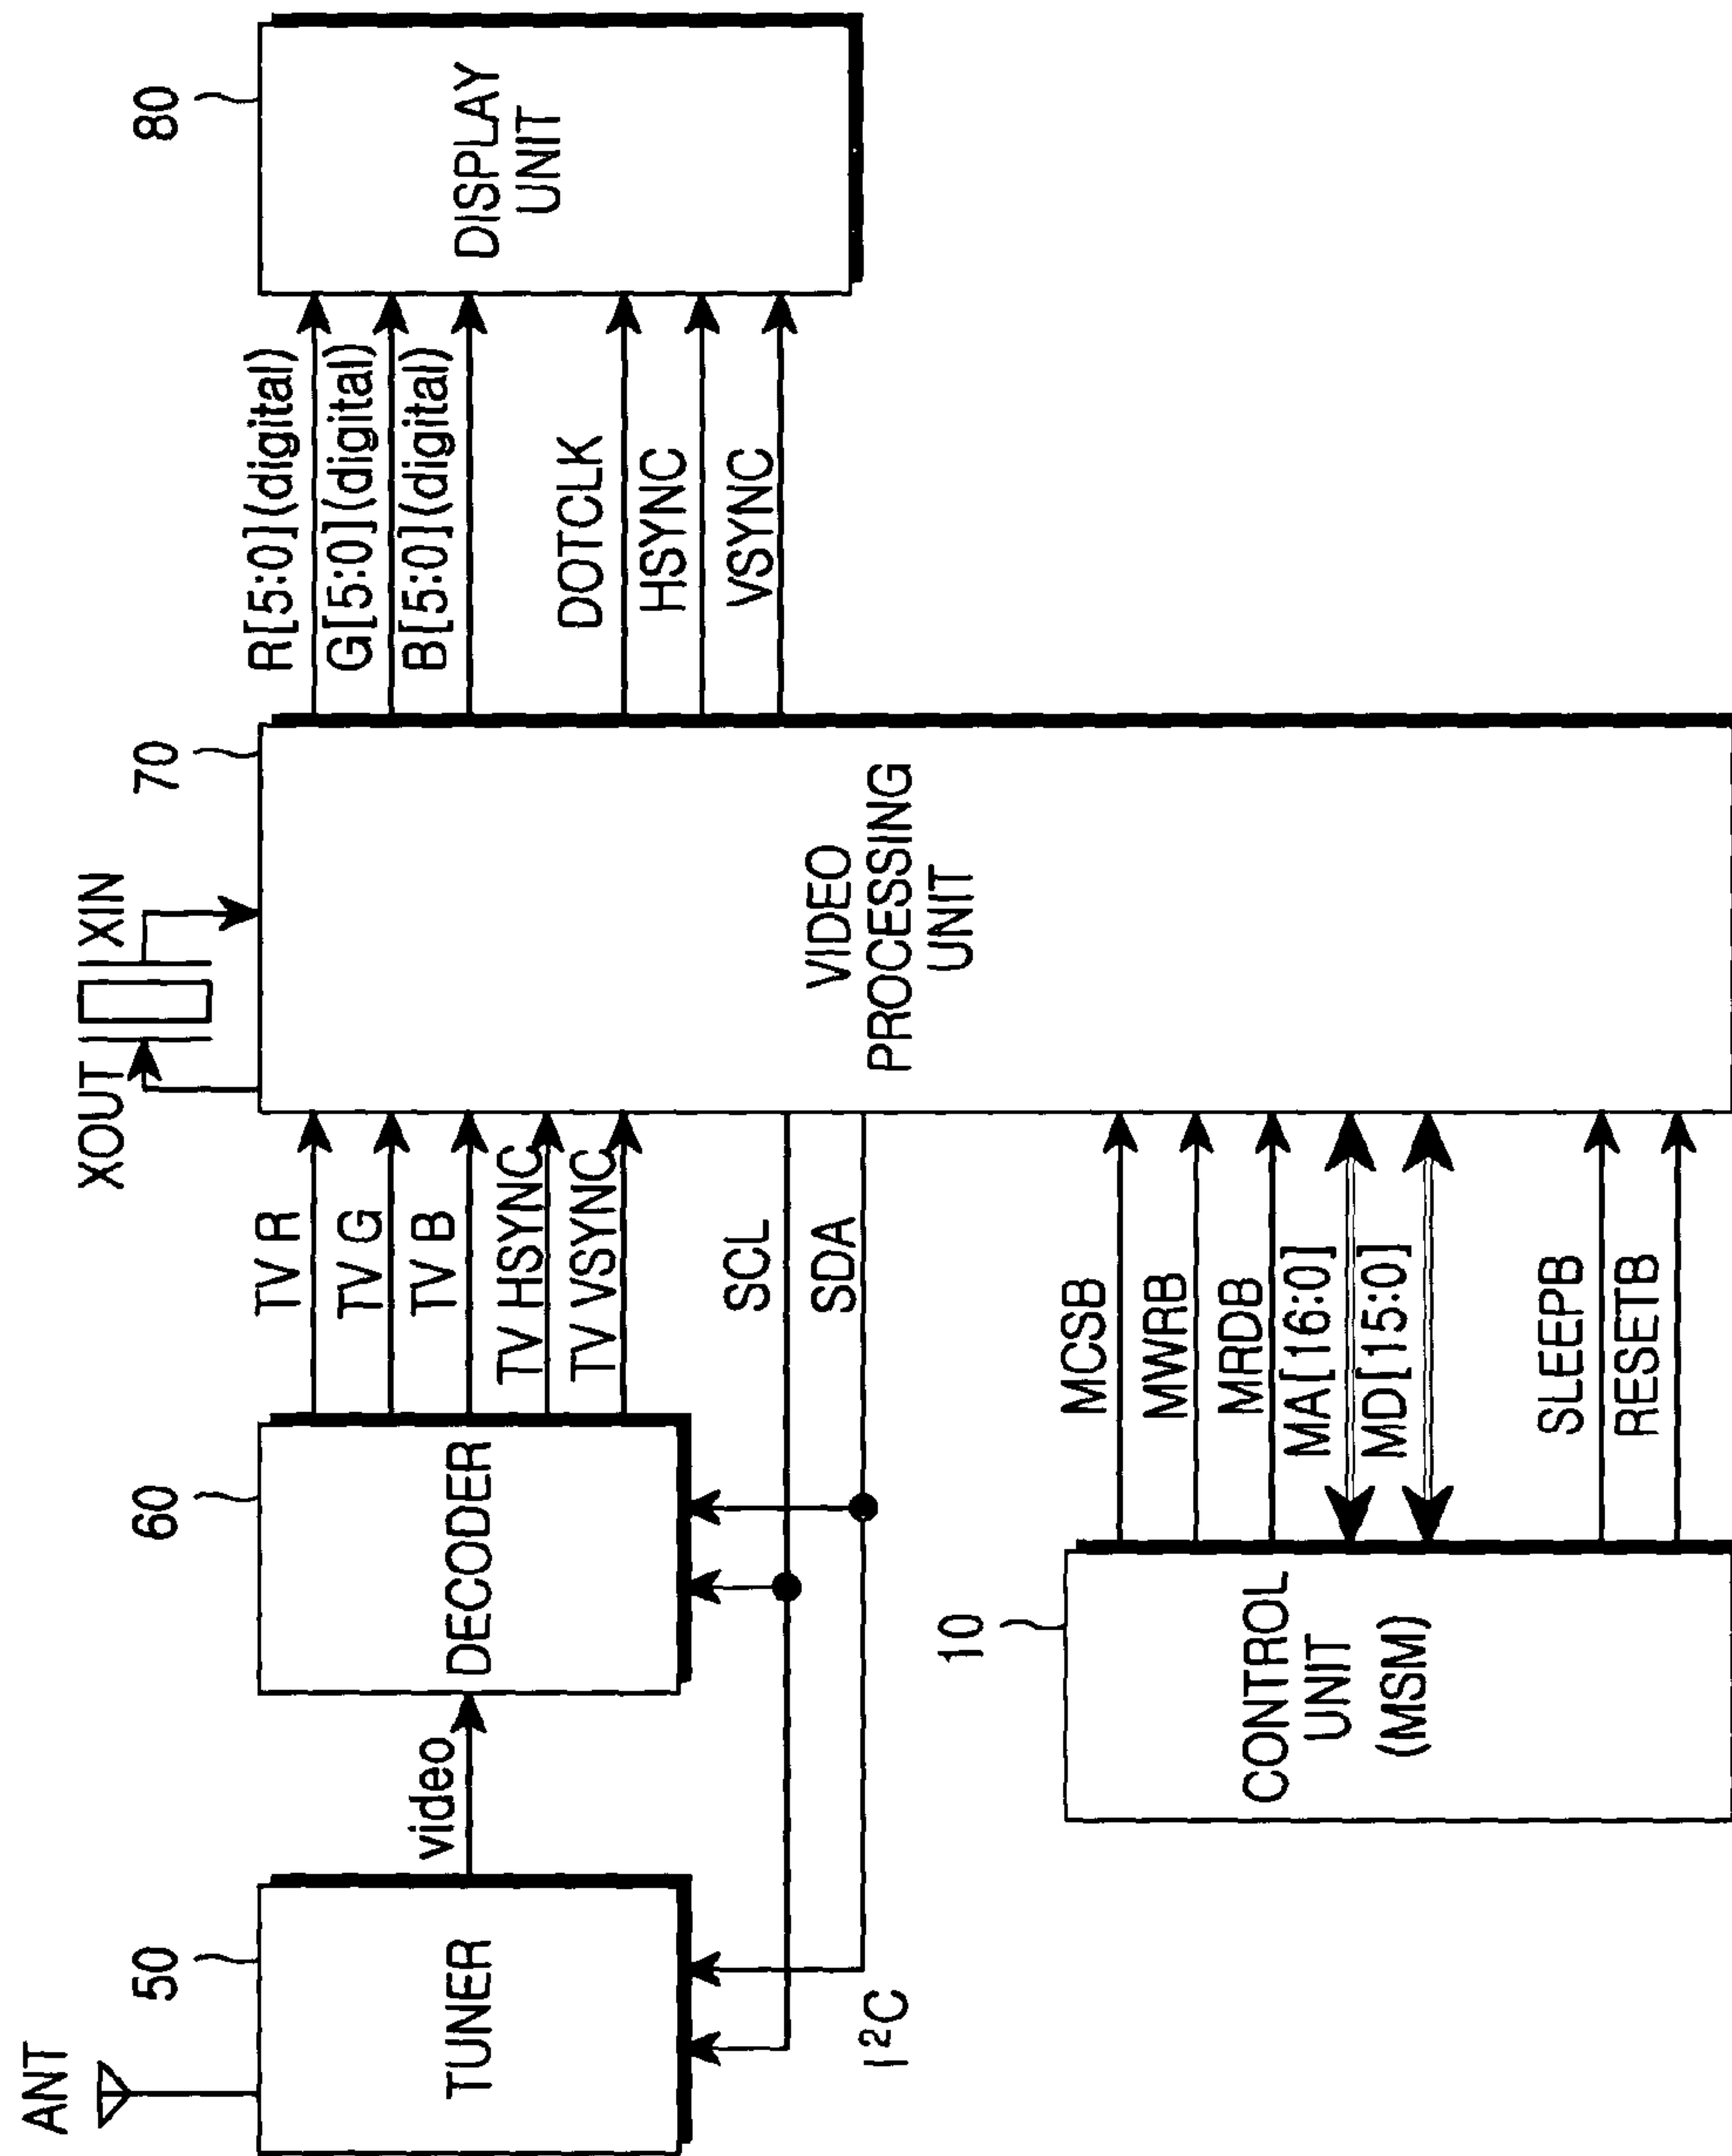 ANT
50
TUNER
video
60
DECODER
TV R
TV G
TV B
TV HSYNC
TV VSYNC
SCL
SDA
I²C
XOUT
XIN
70
VIDEO
PROCESSING
UNIT
R[5:0](digital)
G[5:0](digital)
B[5:0](digital)
DOTCLK
HSYNC
VSYNC
80
DISPLAY
UNIT
10
CONTROL
UNIT
(MSM)
MCSB
MWRB
MRDB
MA[16:0]
MD[15:0]
SLEEPB
RESETB